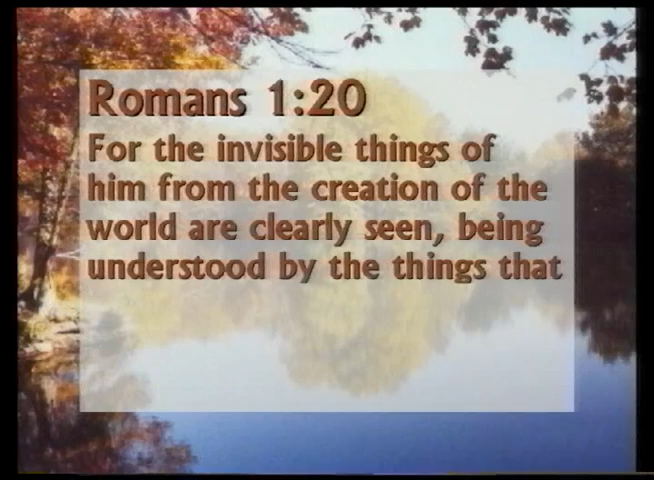 Romans 1:20
For the invisible things of
him from the creation of the
world are clearly seen, being
understood by the things that